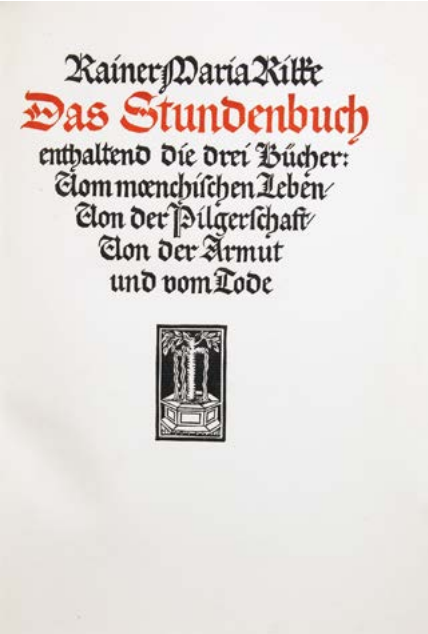 Rainer Maria Rilke
Das Stundenbuch
enthaltend die drei Bücher:
Vom mœnchischen Leben/
Von der Pilgerschaft/
Von der Armut
und vom Tode